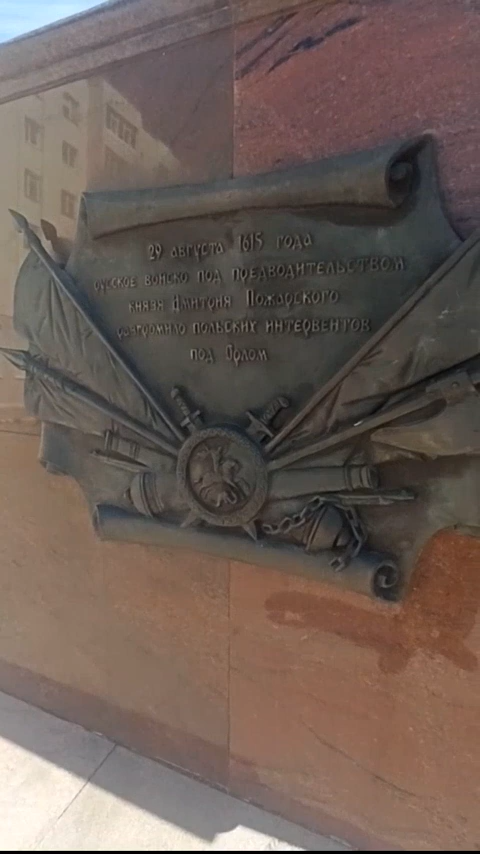 29 августа 1615 года
русское войско под предводительством
князя Дмитрия Пожарского
разгромило польских интервентов
под Орлом